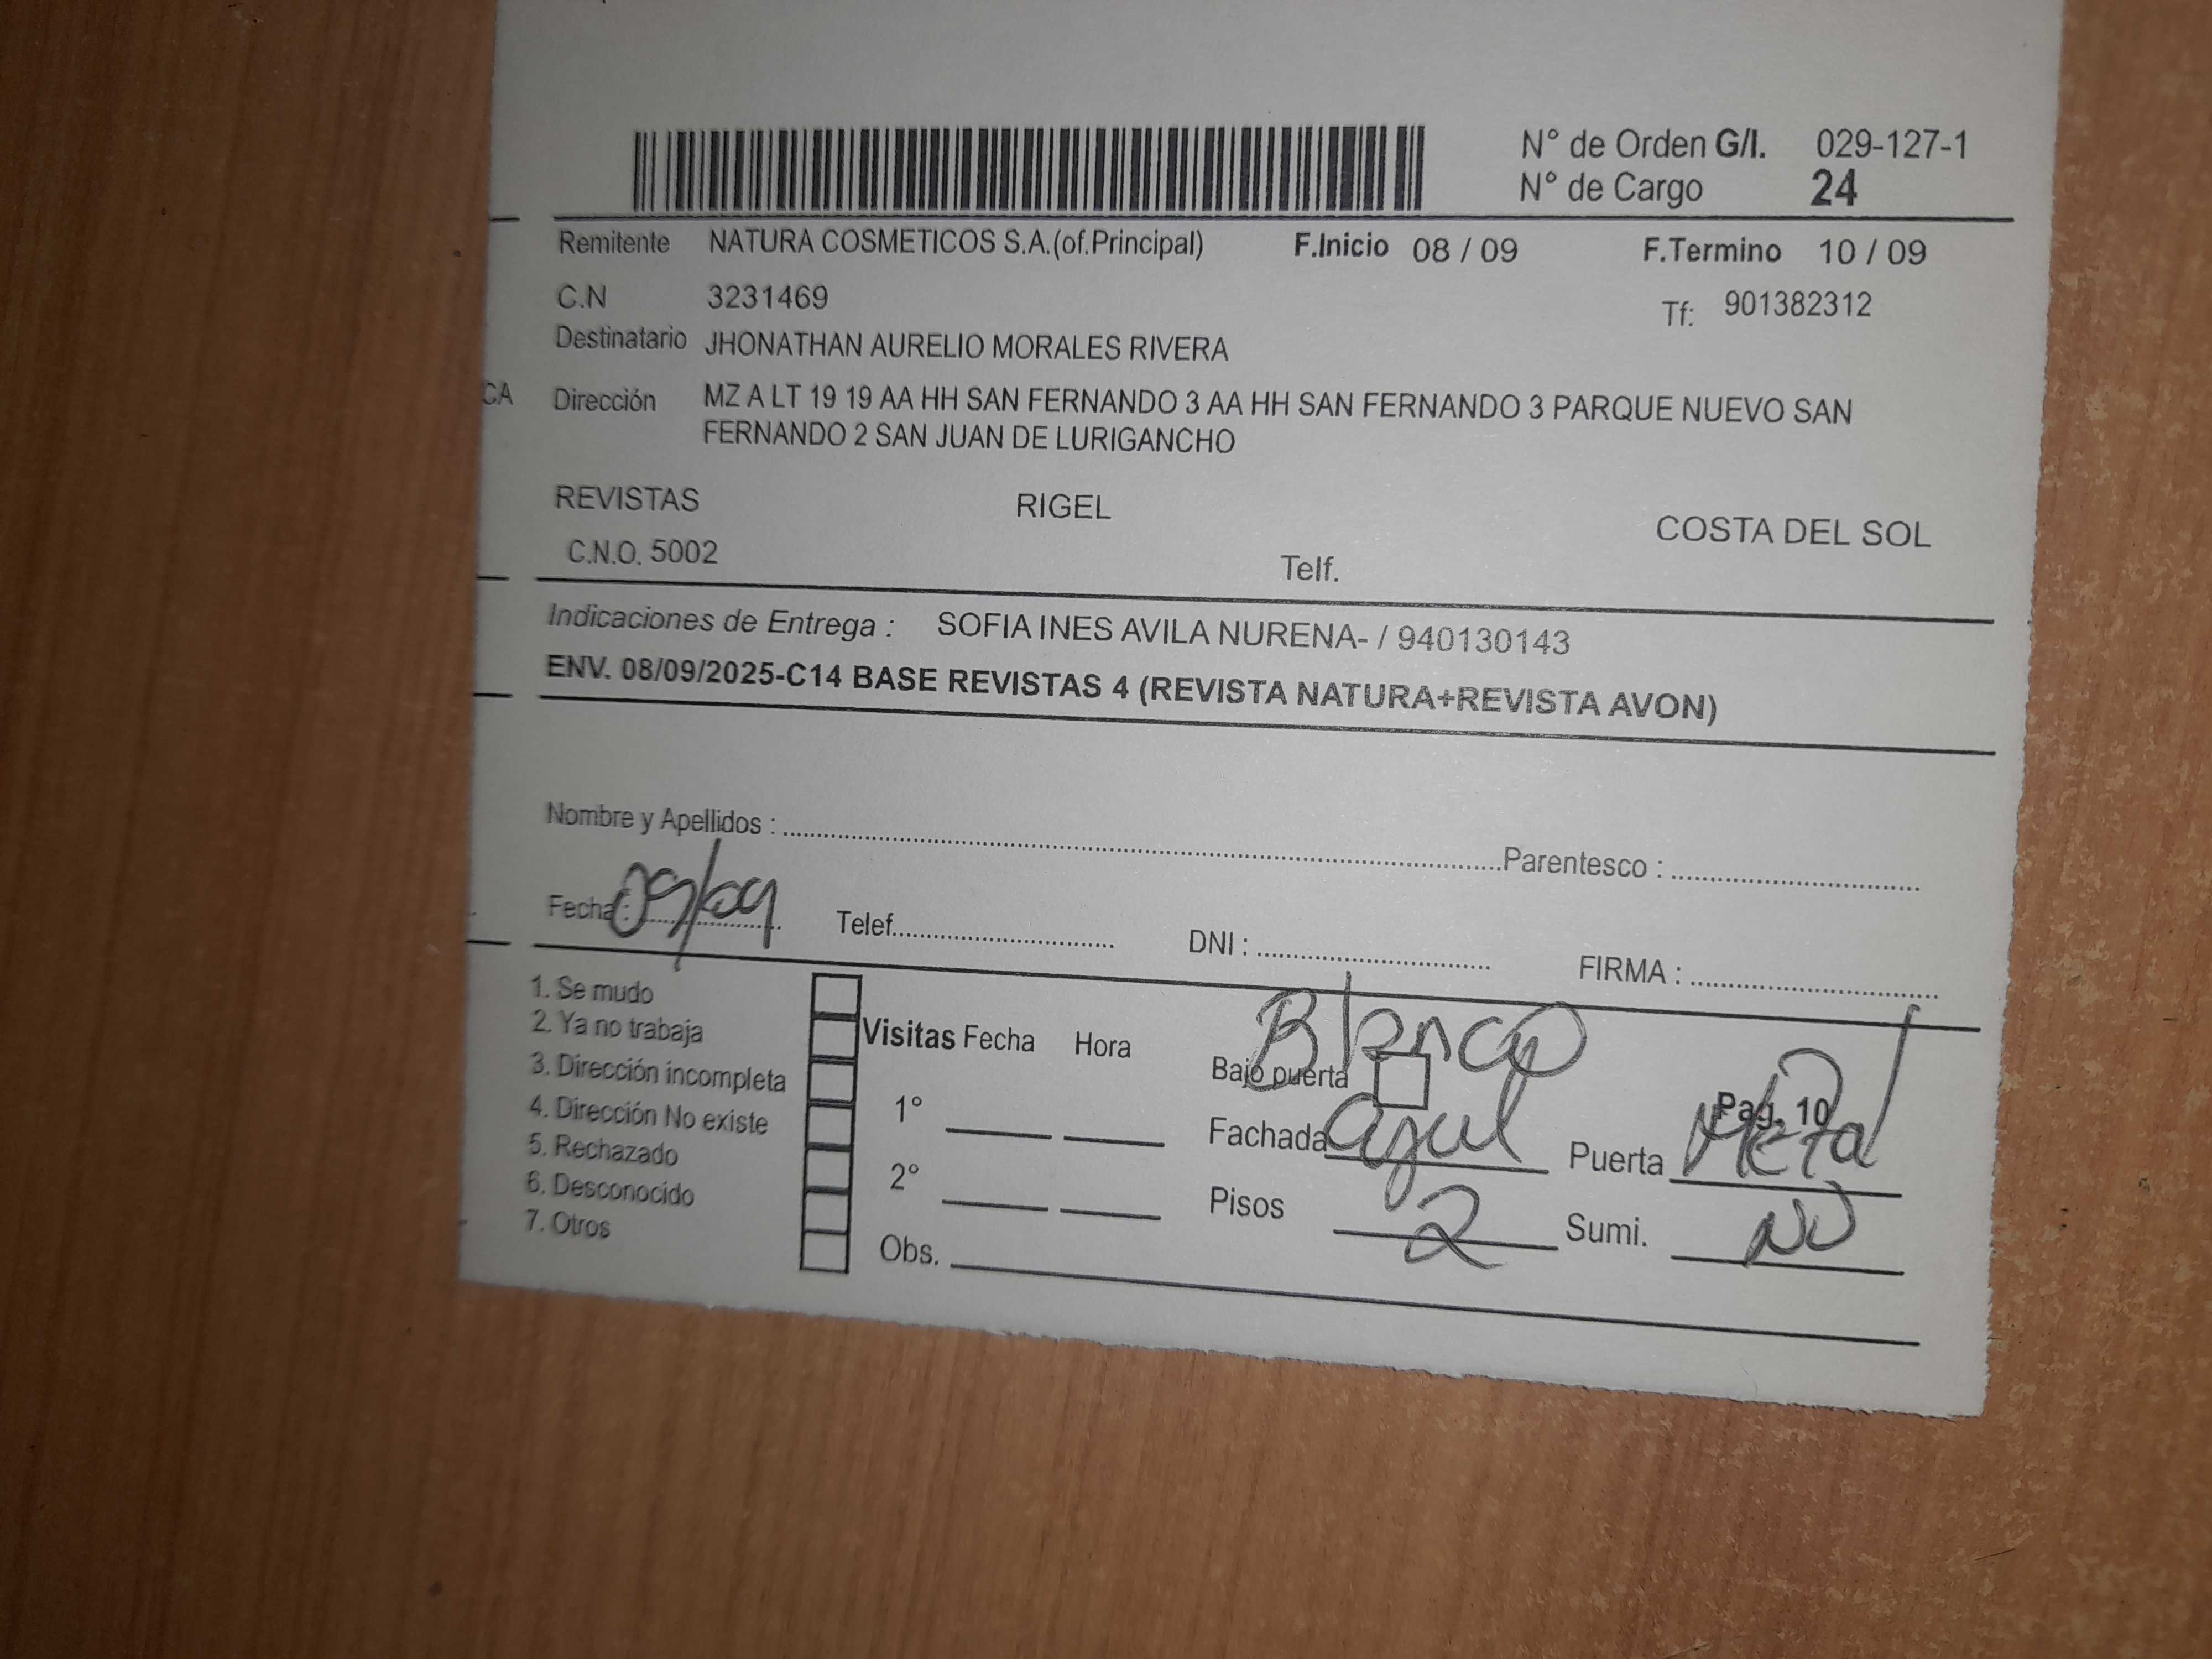 N° de Orden G/I. 029-127-1
N° de Cargo 24
Remitente NATURA COSMETICOS S.A.(of.Principal) F.Inicio 08 / 09 F.Termino 10 / 09
C.N 3231469 Tf: 901382312
Destinatario JHONATHAN AURELIO MORALES RIVERA
CA Dirección MZ A LT 19 19 AA HH SAN FERNANDO 3 AA HH SAN FERNANDO 3 PARQUE NUEVO SAN
FERNANDO 2 SAN JUAN DE LURIGANCHO
REVISTAS RIGEL COSTA DEL SOL
C.N.O. 5002 Telf.
Indicaciones de Entrega : SOFIA INES AVILA NURENA- / 940130143
ENV. 08/09/2025-C14 BASE REVISTAS 4 (REVISTA NATURA+REVISTA AVON)
Nombre y Apellidos : Parentesco :
Fecha : 09/09 Telef. DNI : FIRMA :
1. Se mudo
2. Ya no trabaja
3. Dirección incompleta
4. Dirección No existe
5. Rechazado
6. Desconocido
7. Otros
Visitas Fecha Hora
1°
2°
Obs.
Blanco
Bajo puerta Pag. 10
Fachada azul Puerta Metal
Pisos 2 Sumi. NO